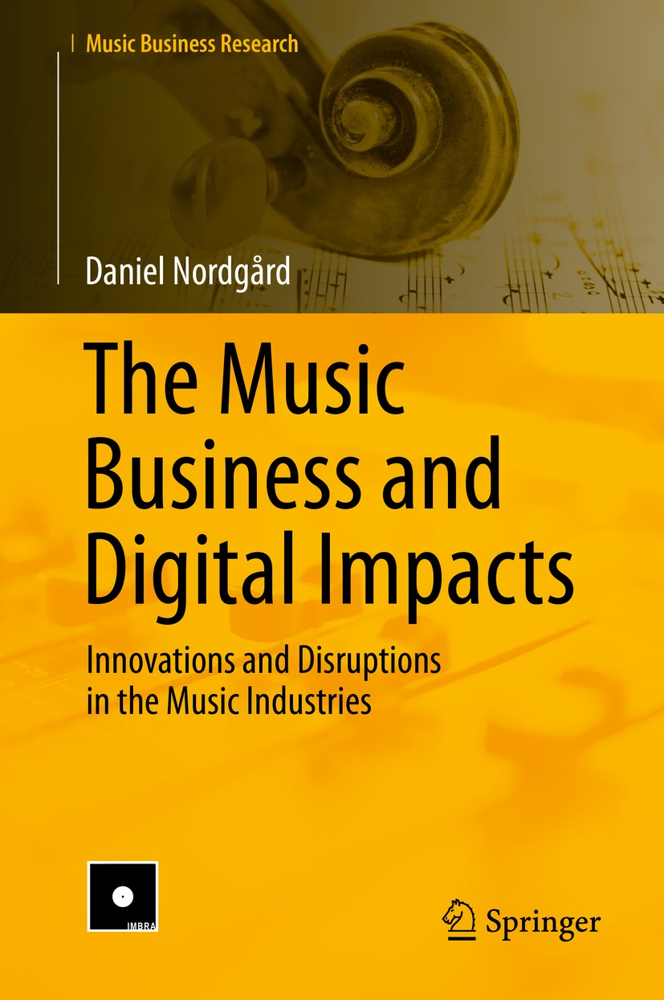 Music Business Research
Daniel Nordgård
The Music
Business and
Digital Impacts
Innovations and Disruptions
in the Music Industries
IMBRA
Springer